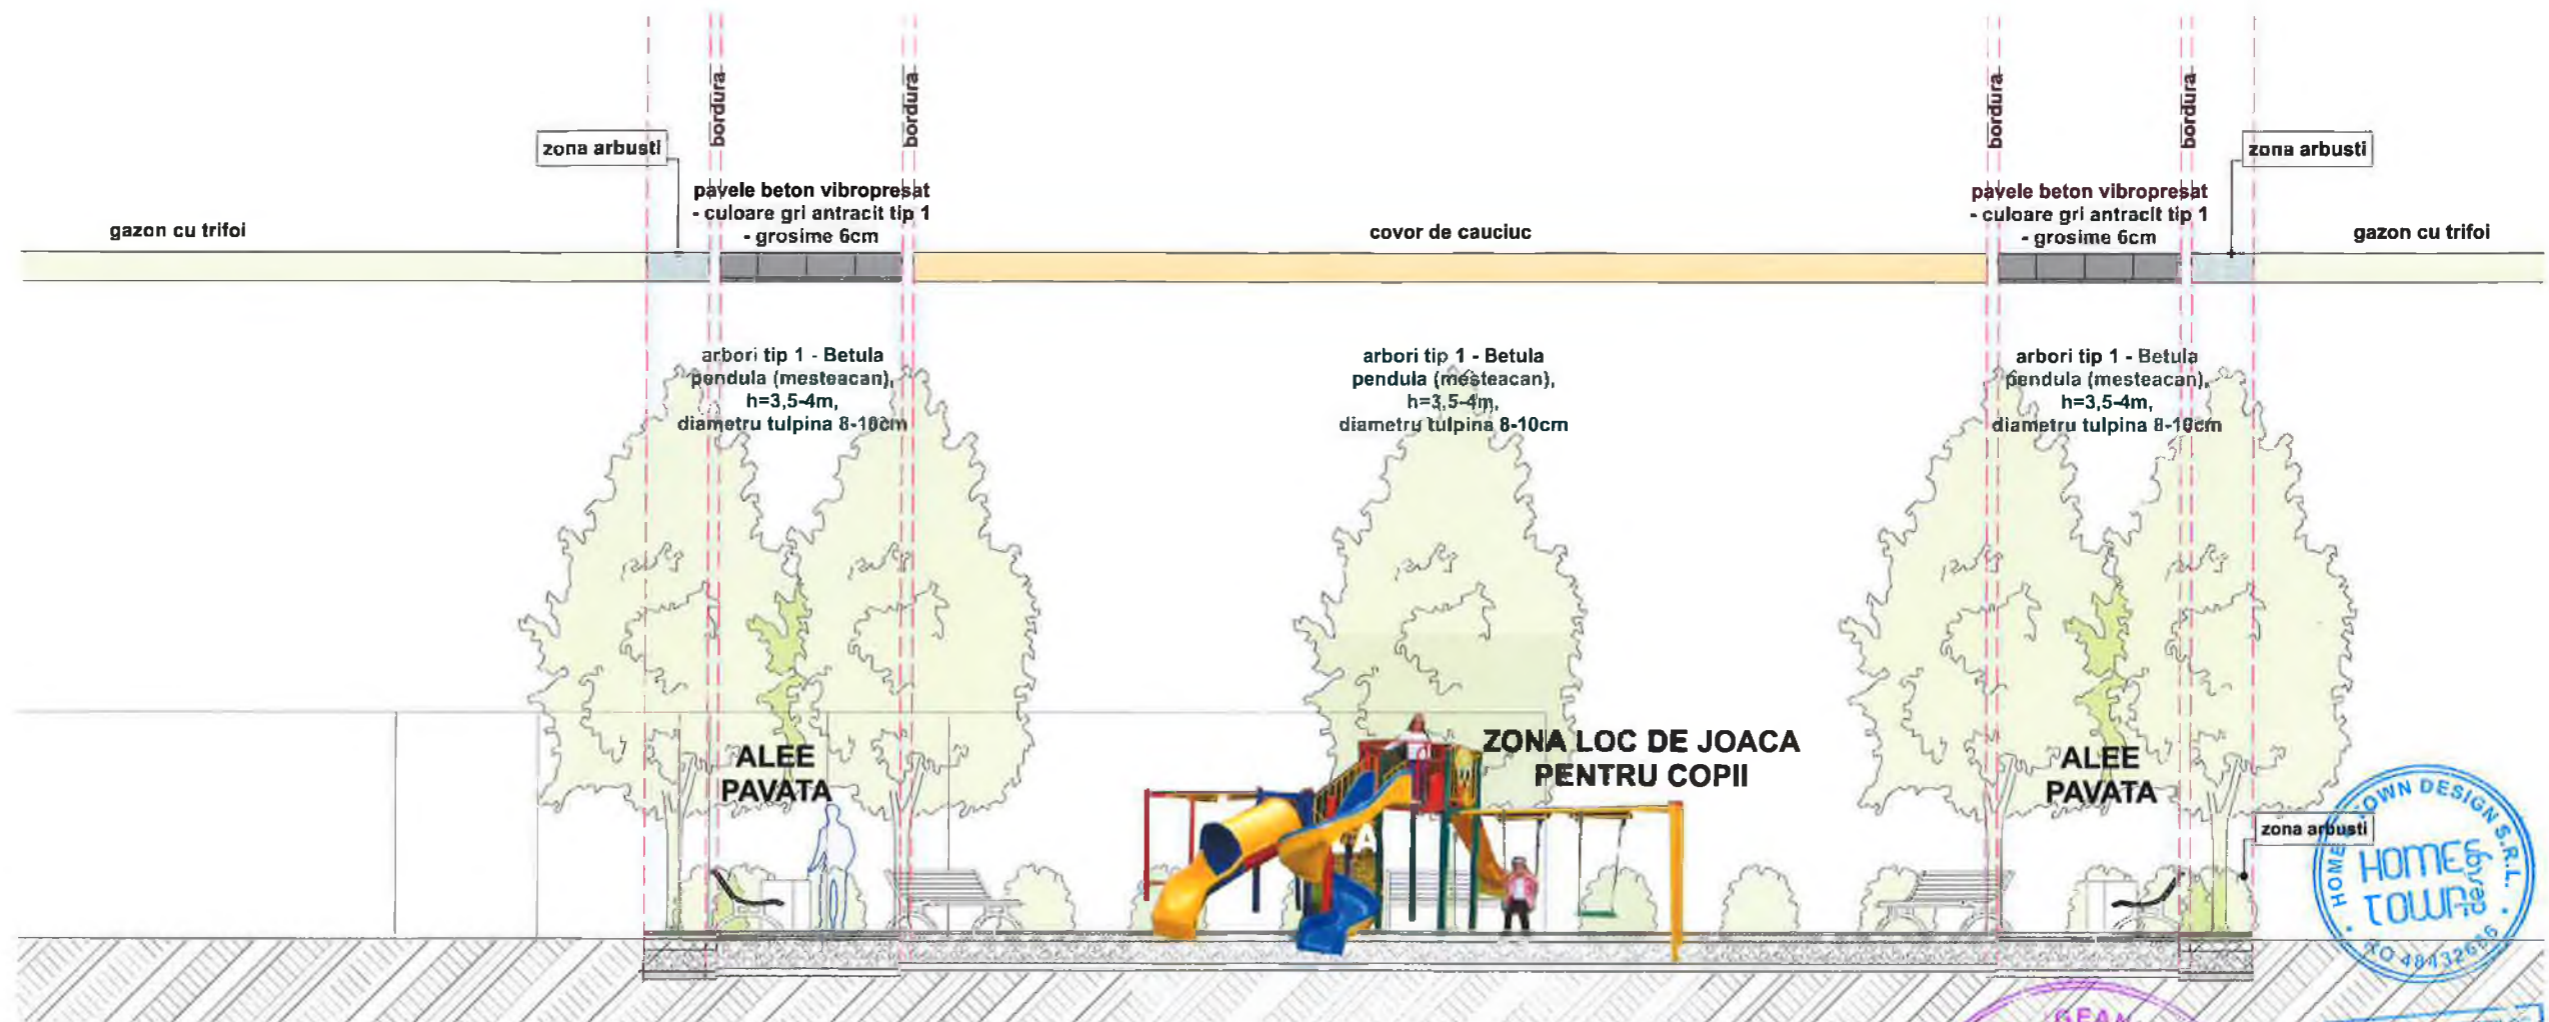 bordura
bordura
bordura
bordura
zona arbusti
zona arbusti
pavele beton vibropresat
- culoare gri antracit tip 1
- grosime 6cm
pavele beton vibropresat
- culoare gri antracit tip 1
- grosime 6cm
gazon cu trifoi
covor de cauciuc
gazon cu trifoi
arbori tip 1 - Betula
pendula (mesteacan),
h=3,5-4m,
diametru tulpina 8-10cm
arbori tip 1 - Betula
pendula (mesteacan),
h=3,5-4m,
diametru tulpina 8-10cm
arbori tip 1 - Betula
pendula (mesteacan),
h=3,5-4m,
diametru tulpina 8-10cm
ALEE
PAVATA
ZONA LOC DE JOACA
PENTRU COPII
ALEE
PAVATA
zona arbusti
TOWN DESIGN S.R.L.
HOME
HOME
TOWN
design